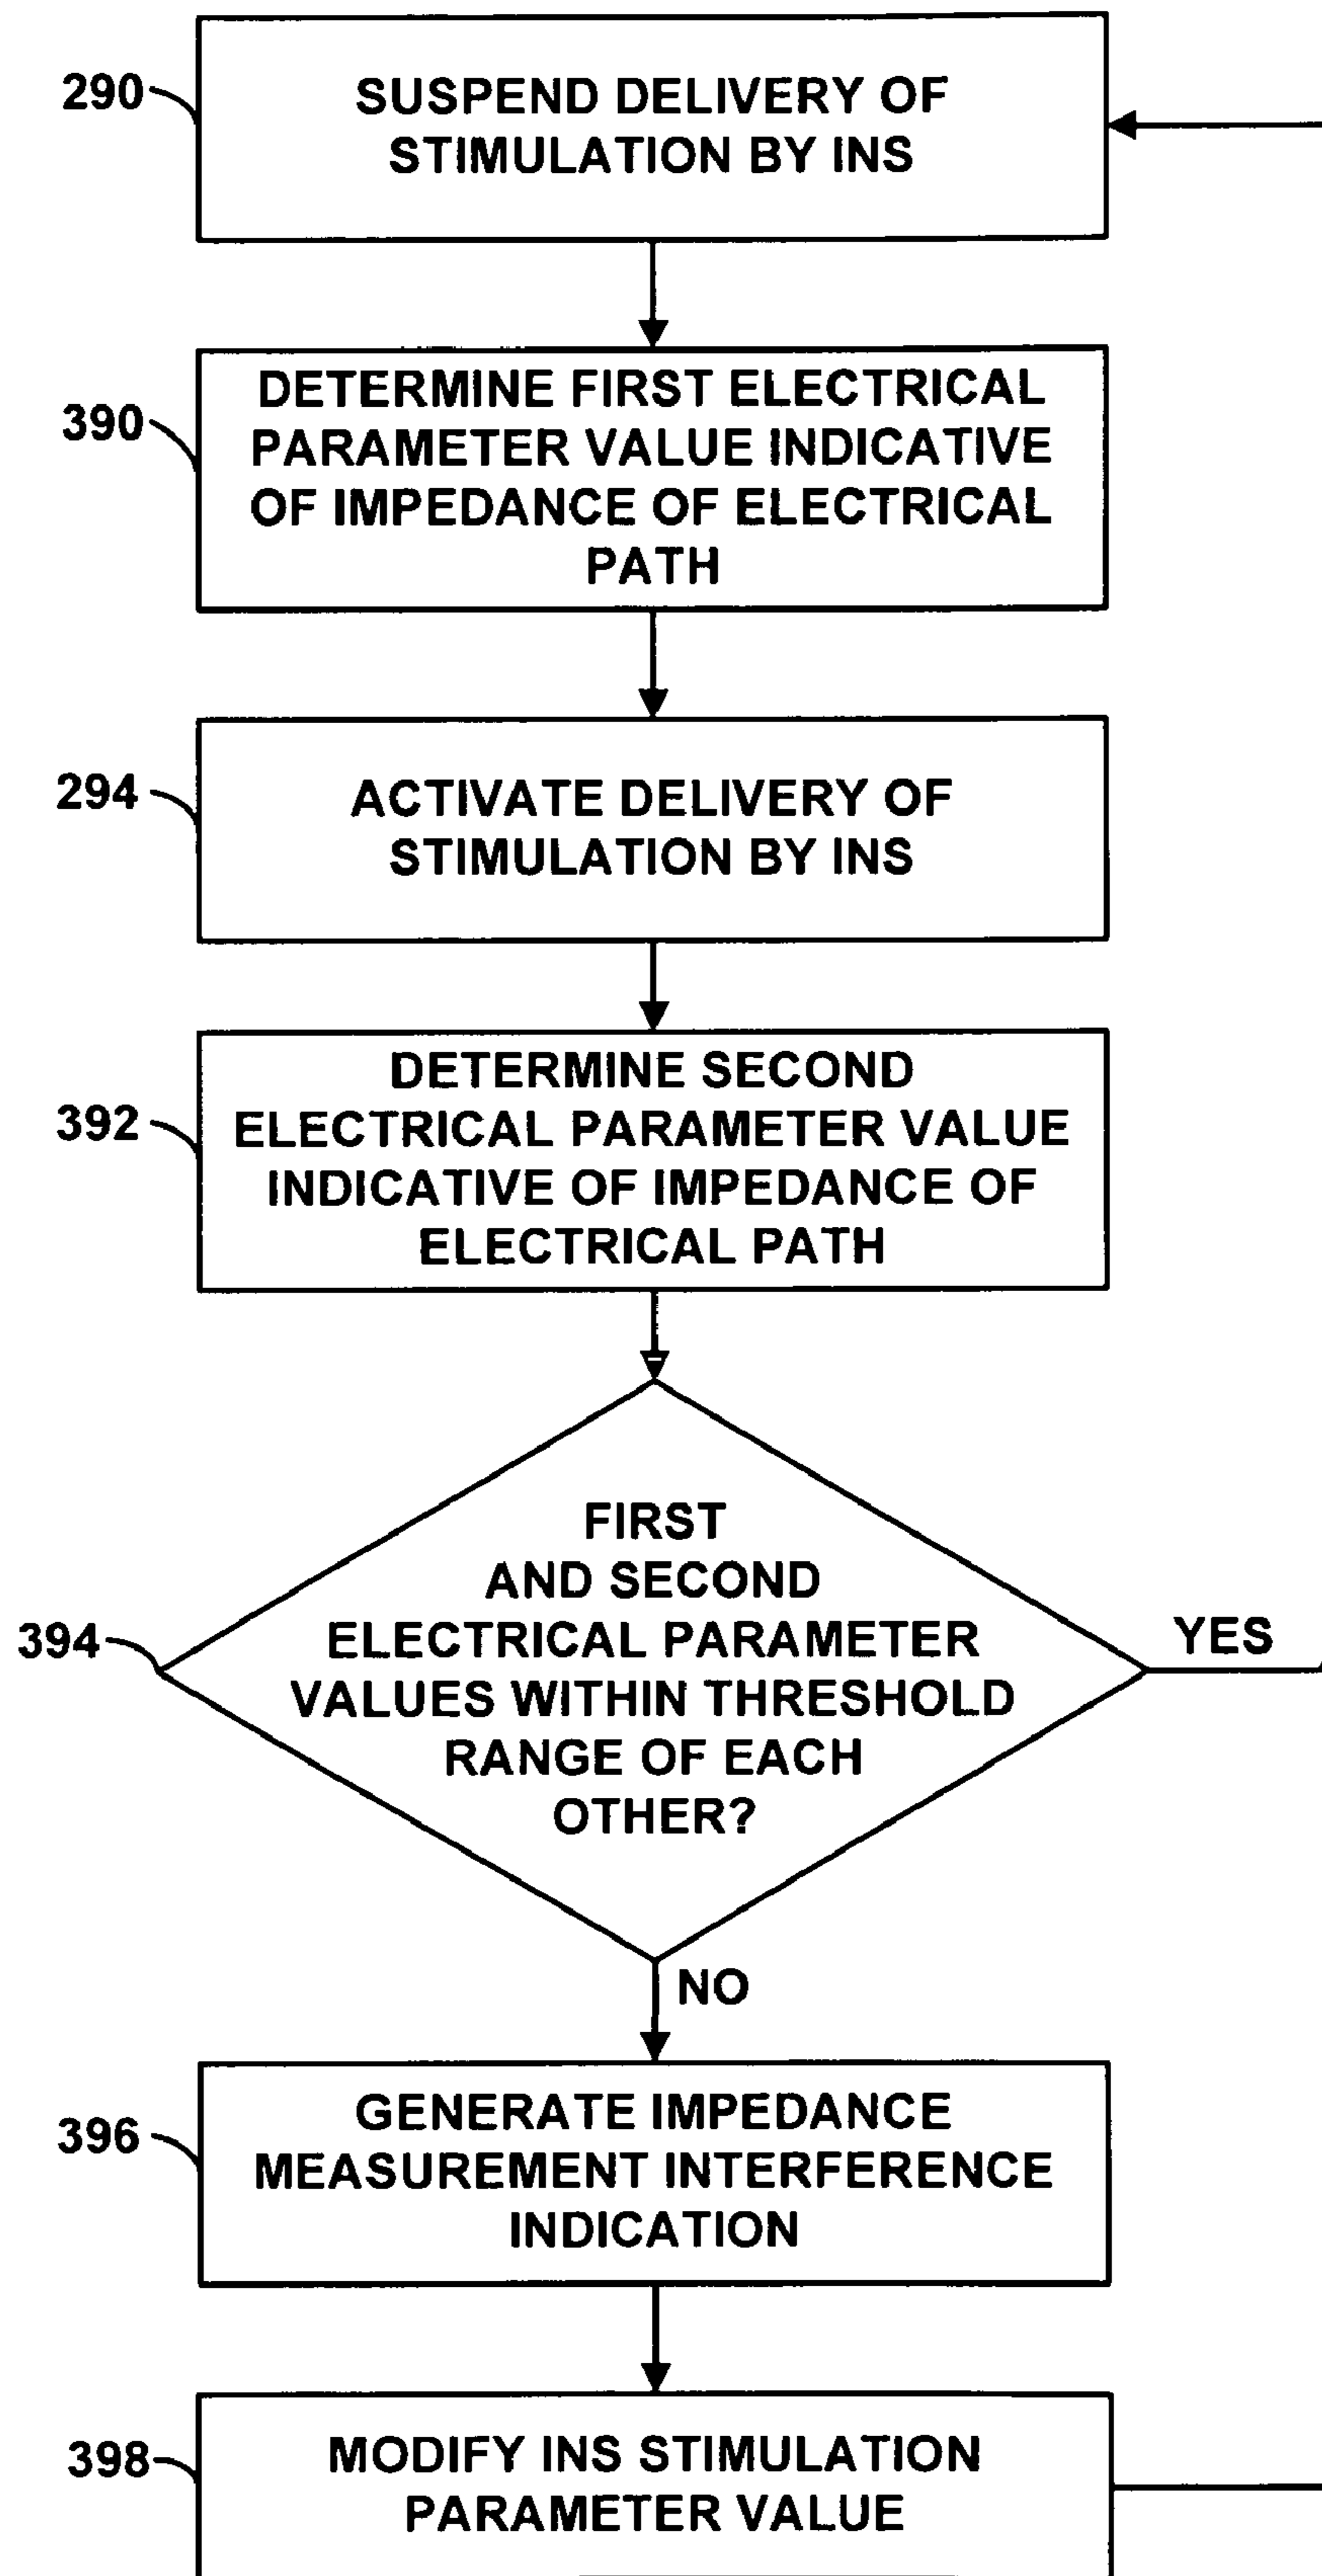 290
SUSPEND DELIVERY OF
STIMULATION BY INS
390
DETERMINE FIRST ELECTRICAL
PARAMETER VALUE INDICATIVE
OF IMPEDANCE OF ELECTRICAL
PATH
294
ACTIVATE DELIVERY OF
STIMULATION BY INS
392
DETERMINE SECOND
ELECTRICAL PARAMETER VALUE
INDICATIVE OF IMPEDANCE OF
ELECTRICAL PATH
394
FIRST
AND SECOND
ELECTRICAL PARAMETER
VALUES WITHIN THRESHOLD
RANGE OF EACH
OTHER?
YES
NO
396
GENERATE IMPEDANCE
MEASUREMENT INTERFERENCE
INDICATION
398
MODIFY INS STIMULATION
PARAMETER VALUE